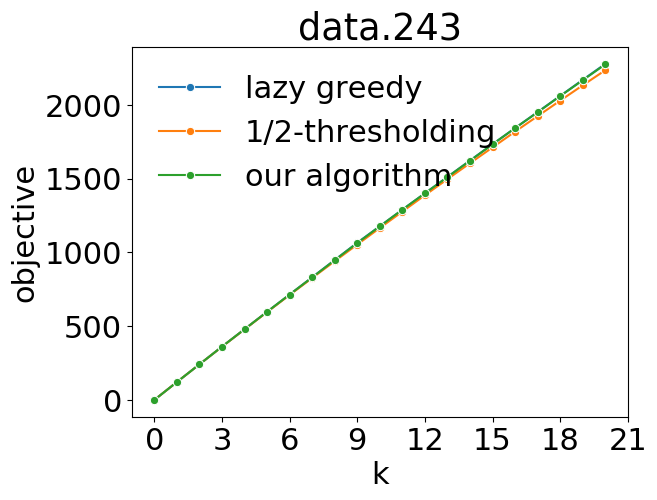 data.243
lazy greedy
1/2-thresholding
our algorithm
objective
2000
1500
1000
500
0
0 3 6 9 12 15 18 21
k